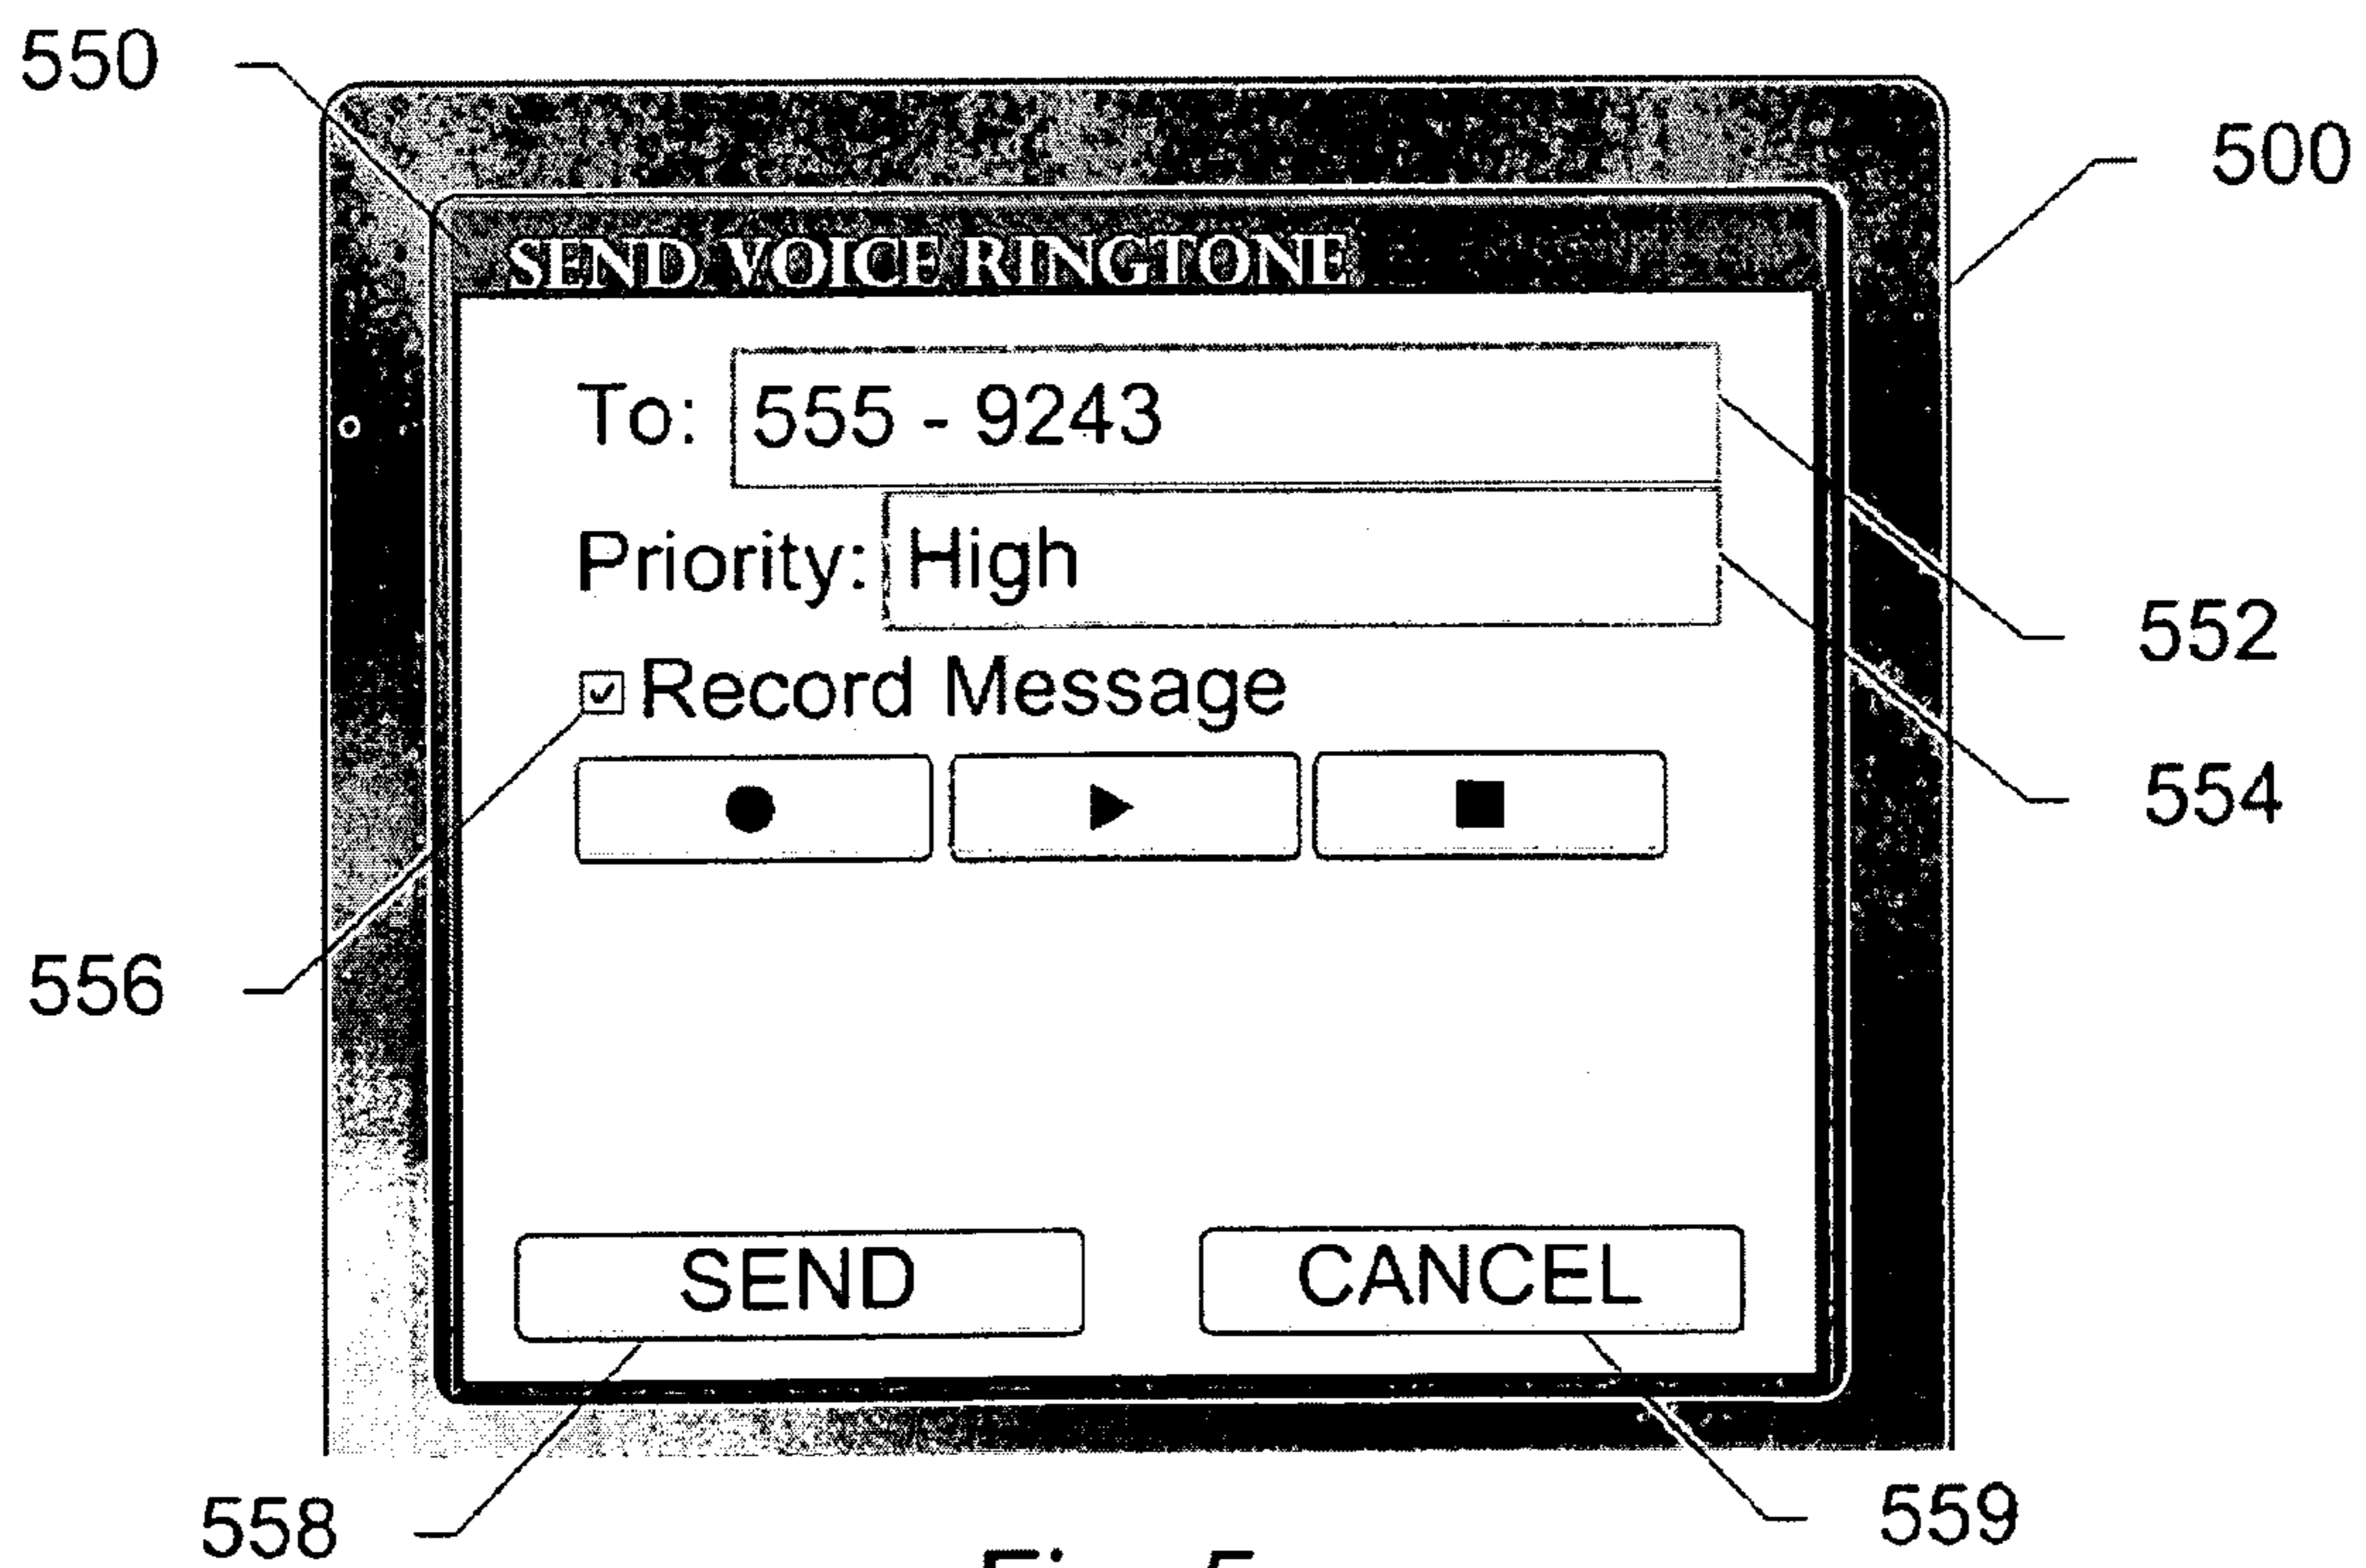 550
500
SEND VOICE RINGTONE
To: 555 - 9243
Priority: High
552
Record Message
554
556
SEND CANCEL
558
559